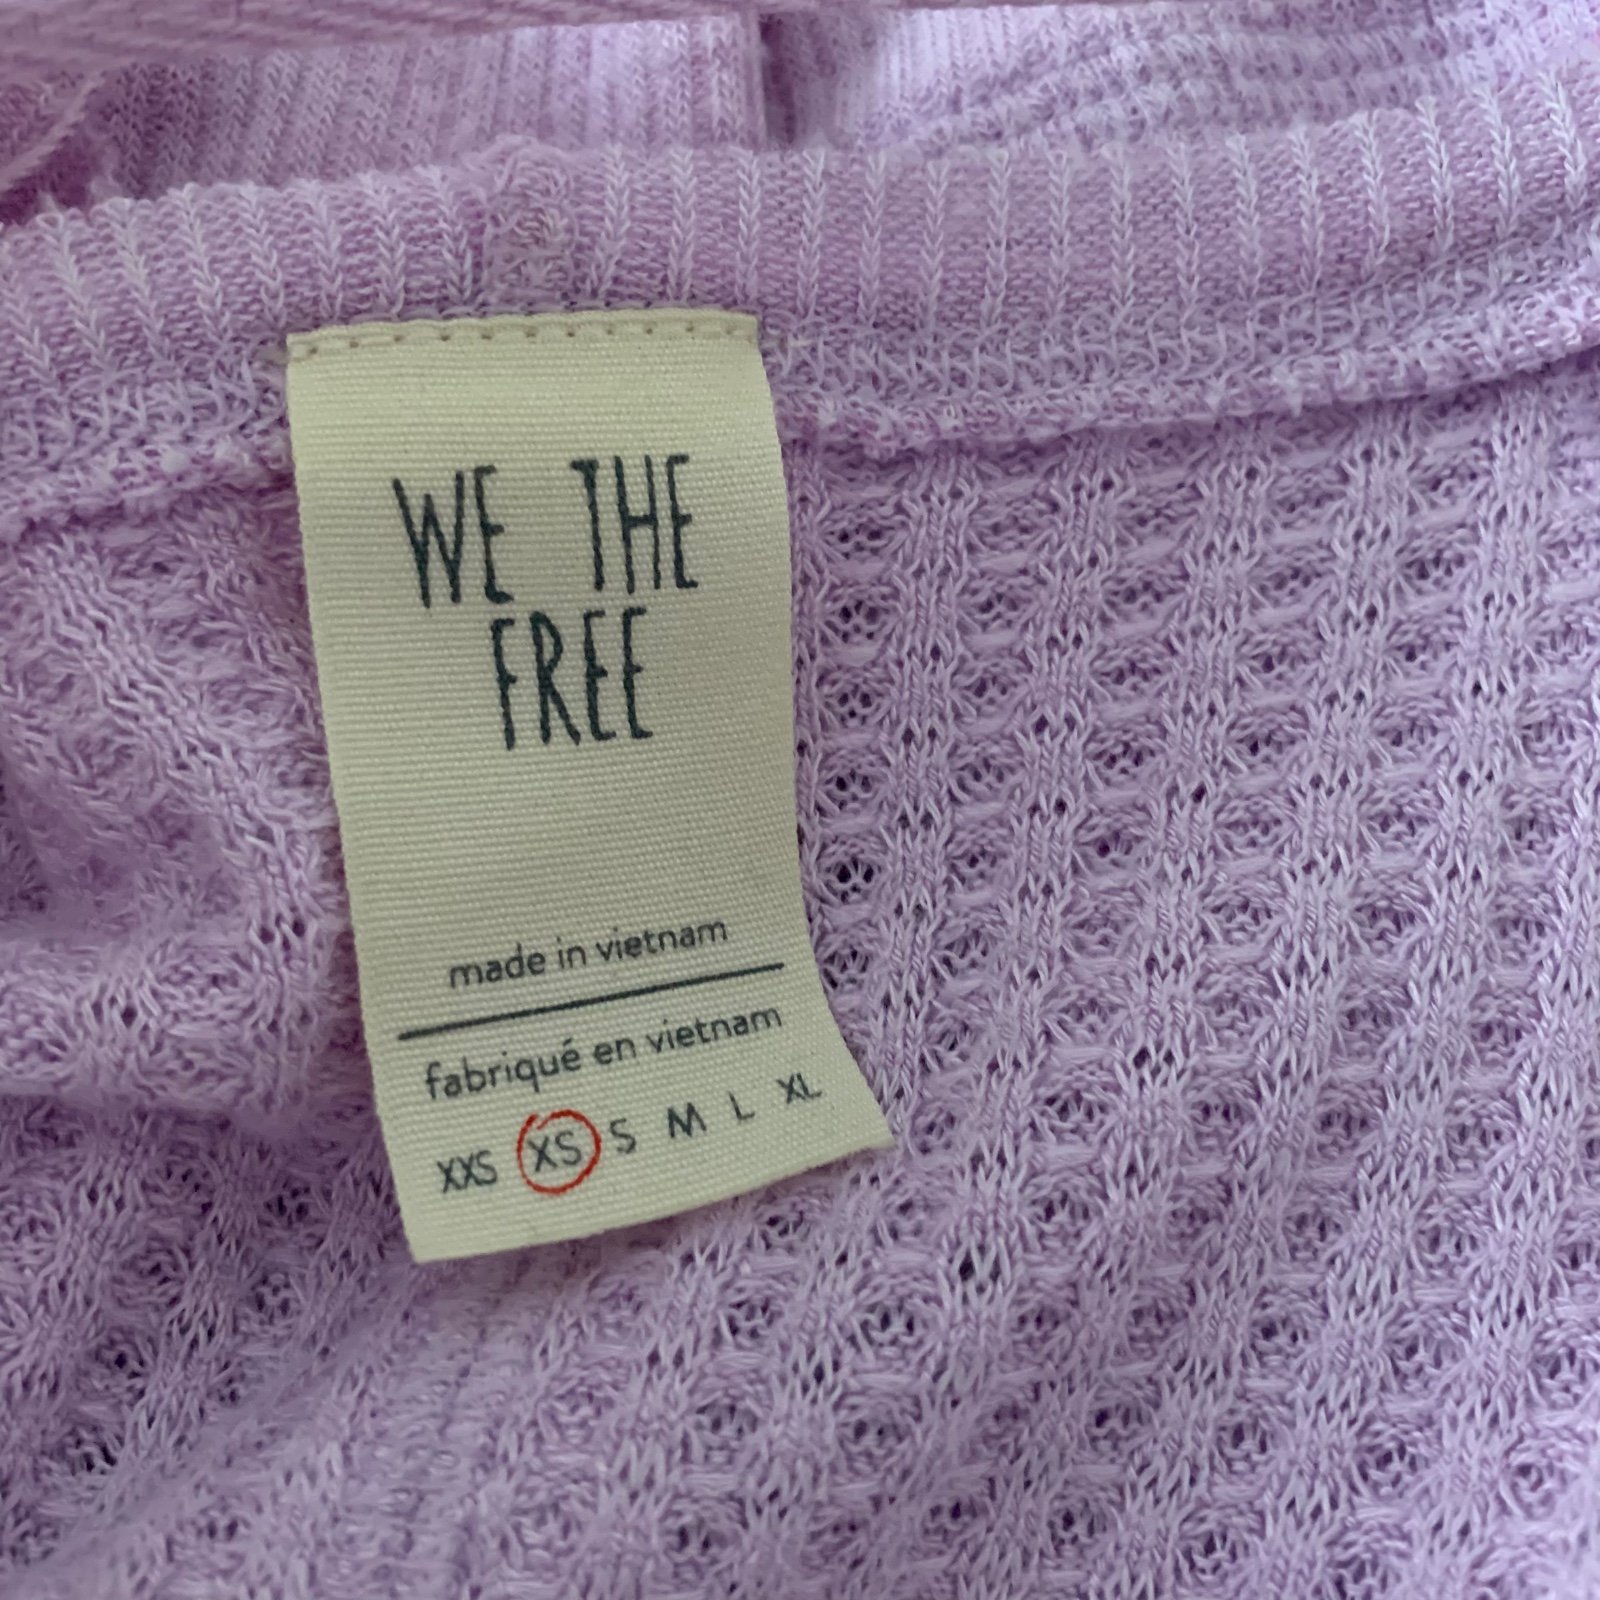 WE THE
FREE
made in vietnam
fabriqué en vietnam
XXS XS S M L XL